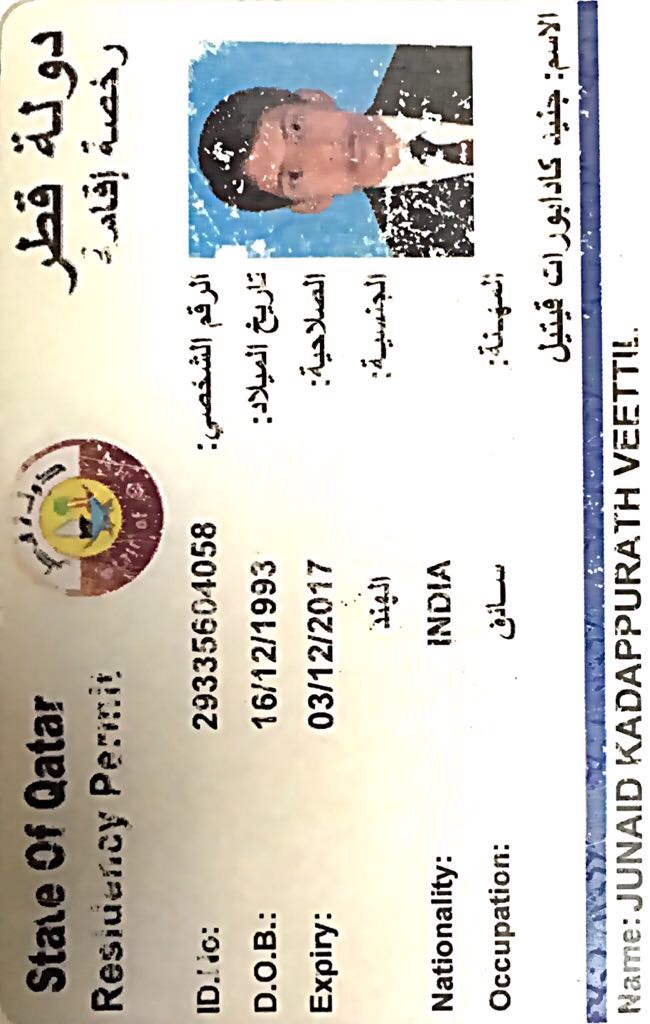 State Of Qatar دولة قطر
Residency Permit رخصة إقامة
ID.No: 29335604058 الرقم الشخصي:
D.O.B.: 16/12/1993 تاريخ الميلاد:
Expiry: 03/12/2017 الصلاحية:
الهند الجنسية:
Nationality: INDIA
Occupation: سائق المهنة:
الاسم: جنيد كادابورات فيتيل
Name: JUNAID KADAPPURATH VEETTIL